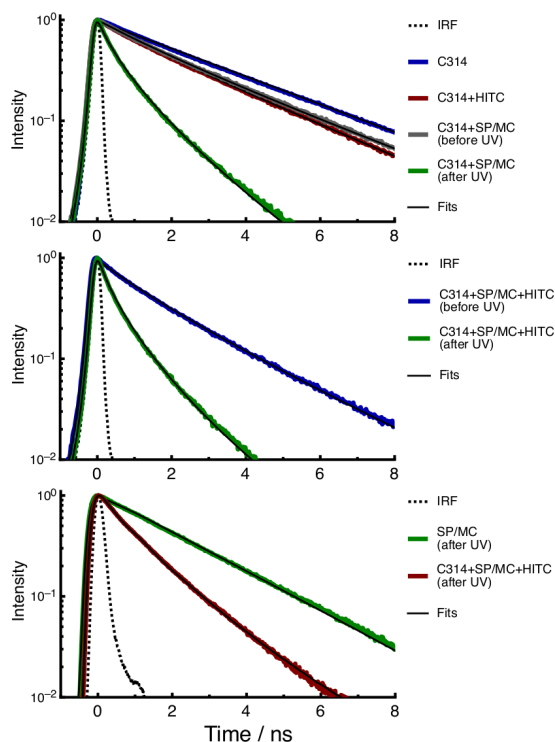 10⁰
10⁻¹
10⁻²
Intensity
0
2
4
6
8
IRF
C314
C314+HITC
C314+SP/MC
(before UV)
C314+SP/MC
(after UV)
Fits
10⁰
10⁻¹
10⁻²
Intensity
0
2
4
6
8
IRF
C314+SP/MC+HITC
(before UV)
C314+SP/MC+HITC
(after UV)
Fits
10⁰
10⁻¹
10⁻²
Intensity
0
2
4
6
8
Time / ns
IRF
SP/MC
(after UV)
C314+SP/MC+HITC
(after UV)
Fits